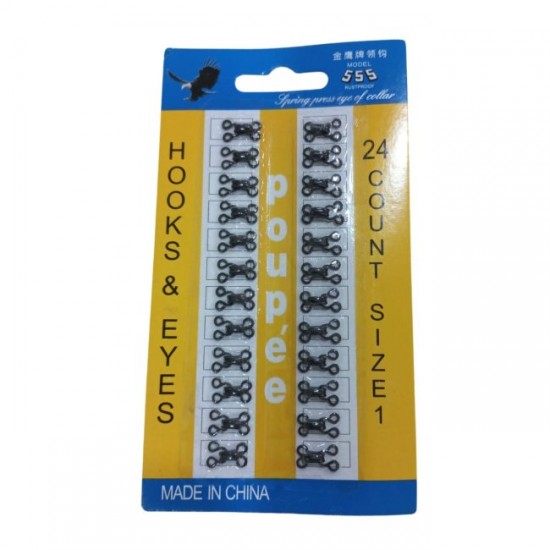 金鹰牌领钩
MODEL
555
RUSTPROOF
Spring press eye of collar
HOOKS & EYES
poupée
24 COUNT SIZE 1
MADE IN CHINA